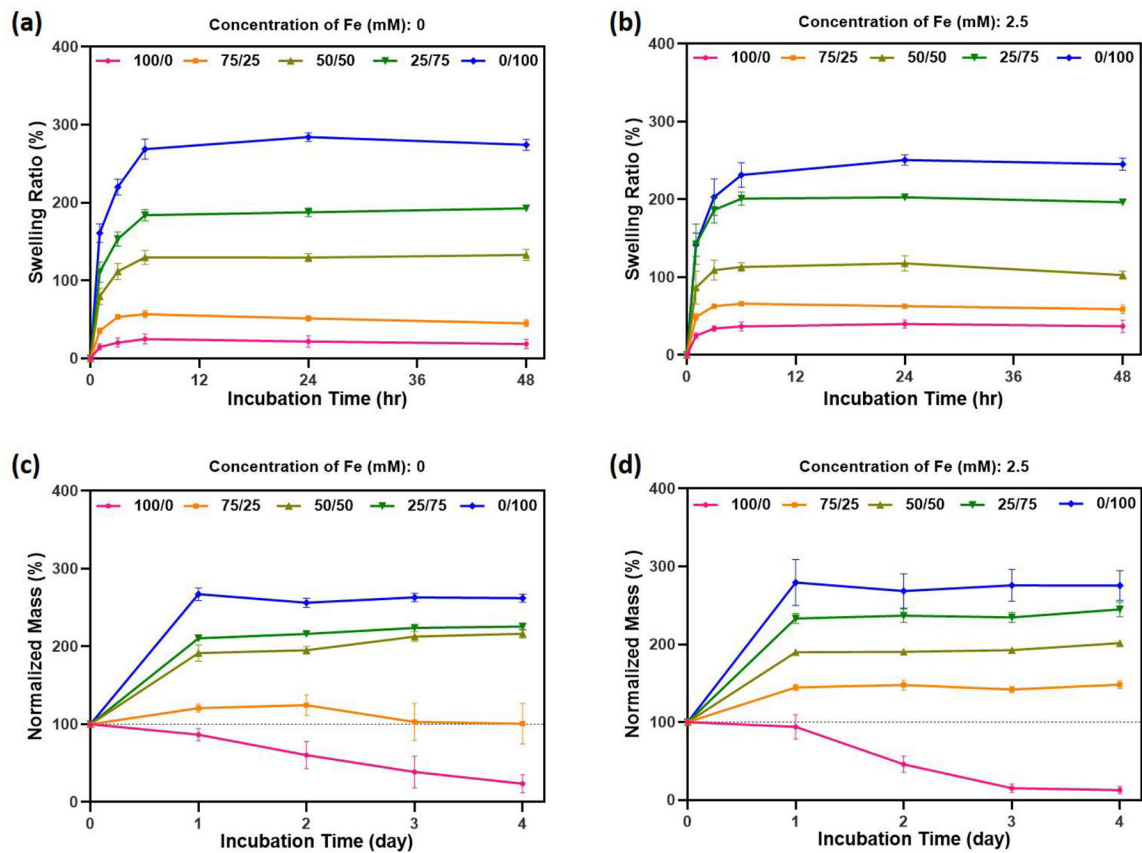 (a)
Concentration of Fe (mM): 0
400
300
200
100
0
100/0 75/25 50/50 25/75 0/100
Swelling Ratio (%)
0 12 24 36 48
Incubation Time (hr)
(b)
Concentration of Fe (mM): 2.5
400
300
200
100
0
100/0 75/25 50/50 25/75 0/100
Swelling Ratio (%)
0 12 24 36 48
Incubation Time (hr)
(c)
Concentration of Fe (mM): 0
400
300
200
100
0
100/0 75/25 50/50 25/75 0/100
Normalized Mass (%)
0 1 2 3 4
Incubation Time (day)
(d)
Concentration of Fe (mM): 2.5
400
300
200
100
0
100/0 75/25 50/50 25/75 0/100
Normalized Mass (%)
0 1 2 3 4
Incubation Time (day)